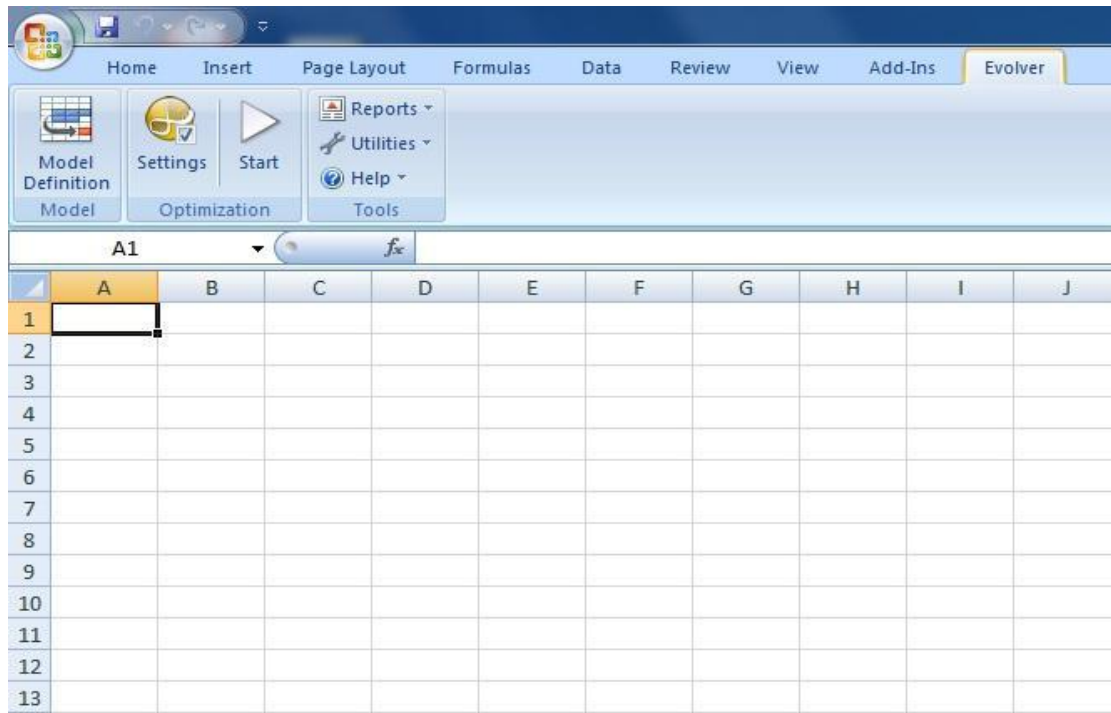 Home Insert Page Layout Formulas Data Review View Add-Ins Evolver
Model Definition
Settings
Start
Reports
Utilities
Help
Model Optimization Tools
A1 fx
A B C D E F G H I J
1
2
3
4
5
6
7
8
9
10
11
12
13